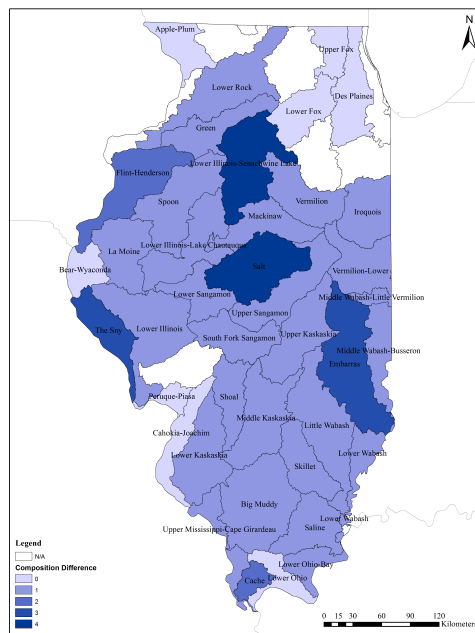 Apple-Plum
N
Upper Fox
Lower Rock
Des Plaines
Lower Fox
Green
Lower Illinois-Senachwine Lake
Flint-Henderson
Spoon
Vermilion
Iroquois
Mackinaw
La Moine
Lower Illinois-Lake Chautauqua
Bear-Wyaconda
Salt
Vermilion-Lower
Lower Sangamon
Middle Wabash-Little Vermilion
Upper Sangamon
The Sny
Lower Illinois
South Fork Sangamon
Upper Kaskaskia
Middle Wabash-Busseron
Embarras
Peruque-Piasa
Shoal
Middle Kaskaskia
Little Wabash
Cahokia-Joachim
Lower Kaskaskia
Lower Wabash
Skillet
Big Muddy
Lower Wabash
Upper Mississippi-Cape Girardeau
Saline
Legend
N/A
Composition Difference
0
1
2
3
4
Lower Ohio-Bay
Cache
Lower Ohio
0 15 30 60 90 120
Kilometers